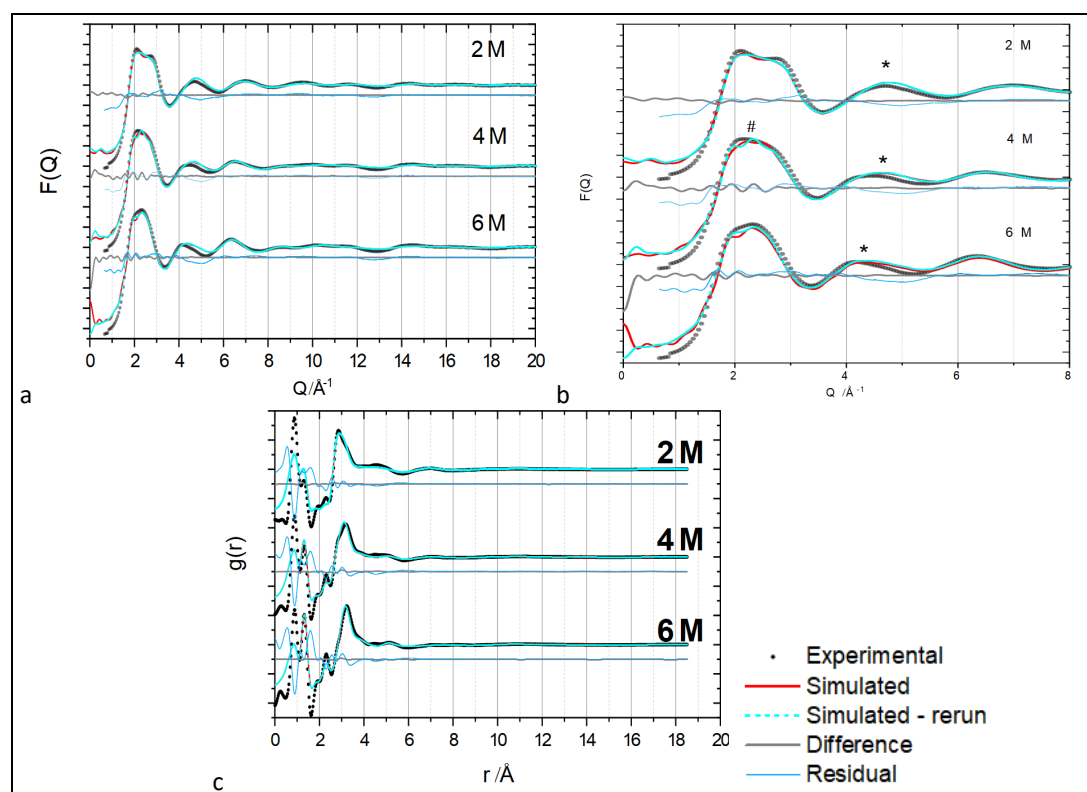 2 M
4 M
6 M
F(Q)
0 2 4 6 8 10 12 14 16 18 20
Q /Å-1
a
2 M
*
#
4 M
*
6 M
*
F(Q)
0 2 4 6 8
Q /Å-1
b
2 M
4 M
6 M
g(r)
0 2 4 6 8 10 12 14 16 18 20
r /Å
c
Experimental
Simulated
Simulated - rerun
Difference
Residual